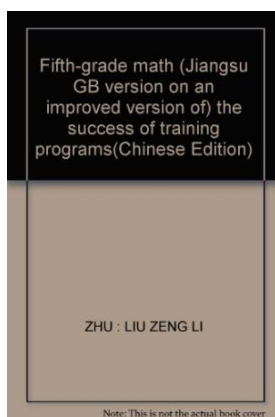 Fifth-grade math (Jiangsu
GB version on an
improved version of) the
success of training
programs(Chinese Edition)
ZHU : LIU ZENG LI
Note: This is not the actual book cover